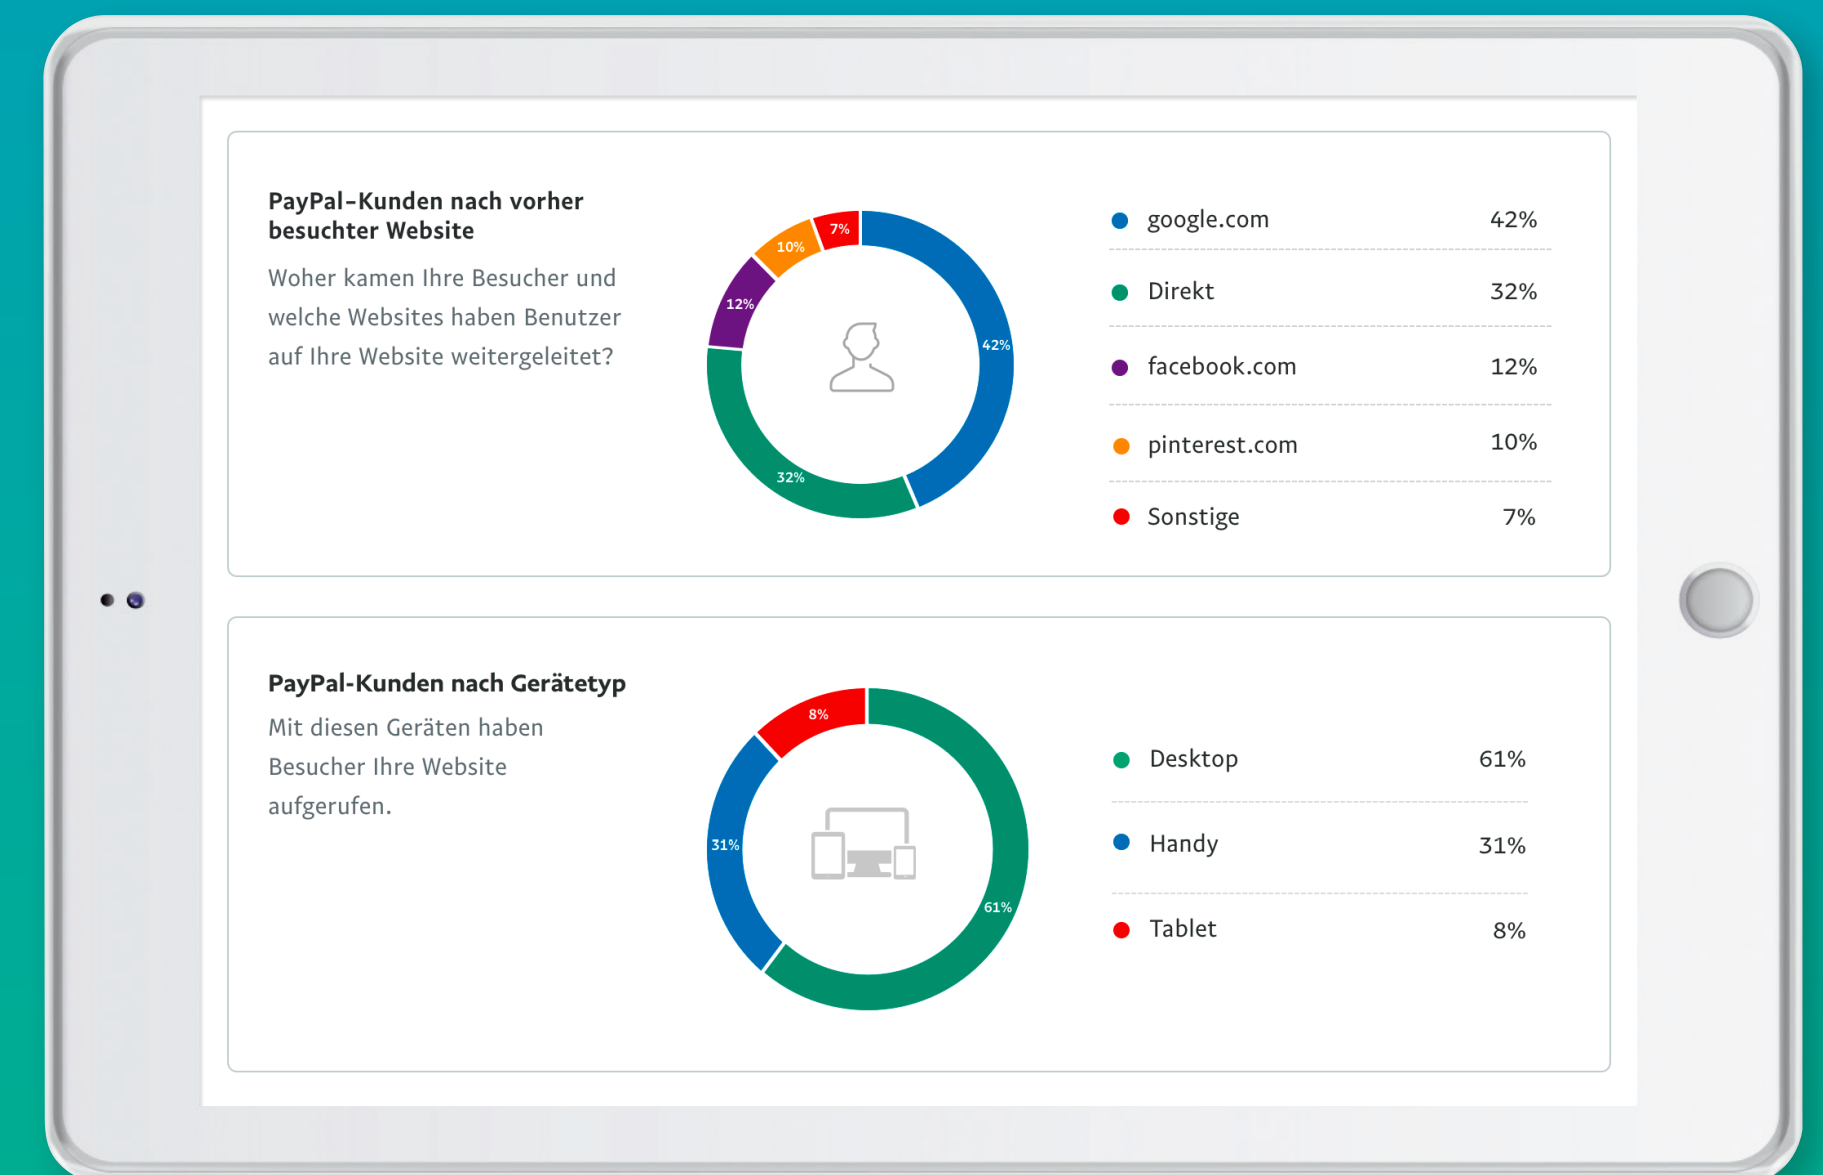 PayPal-Kunden nach vorher
besuchter Website
Woher kamen Ihre Besucher und
welche Websites haben Benutzer
auf Ihre Website weitergeleitet?
7%
10%
12%
42%
32%
google.com 42%
Direkt 32%
facebook.com 12%
pinterest.com 10%
Sonstige 7%
PayPal-Kunden nach Gerätetyp
Mit diesen Geräten haben
Besucher Ihre Website
aufgerufen.
8%
31%
61%
Desktop 61%
Handy 31%
Tablet 8%